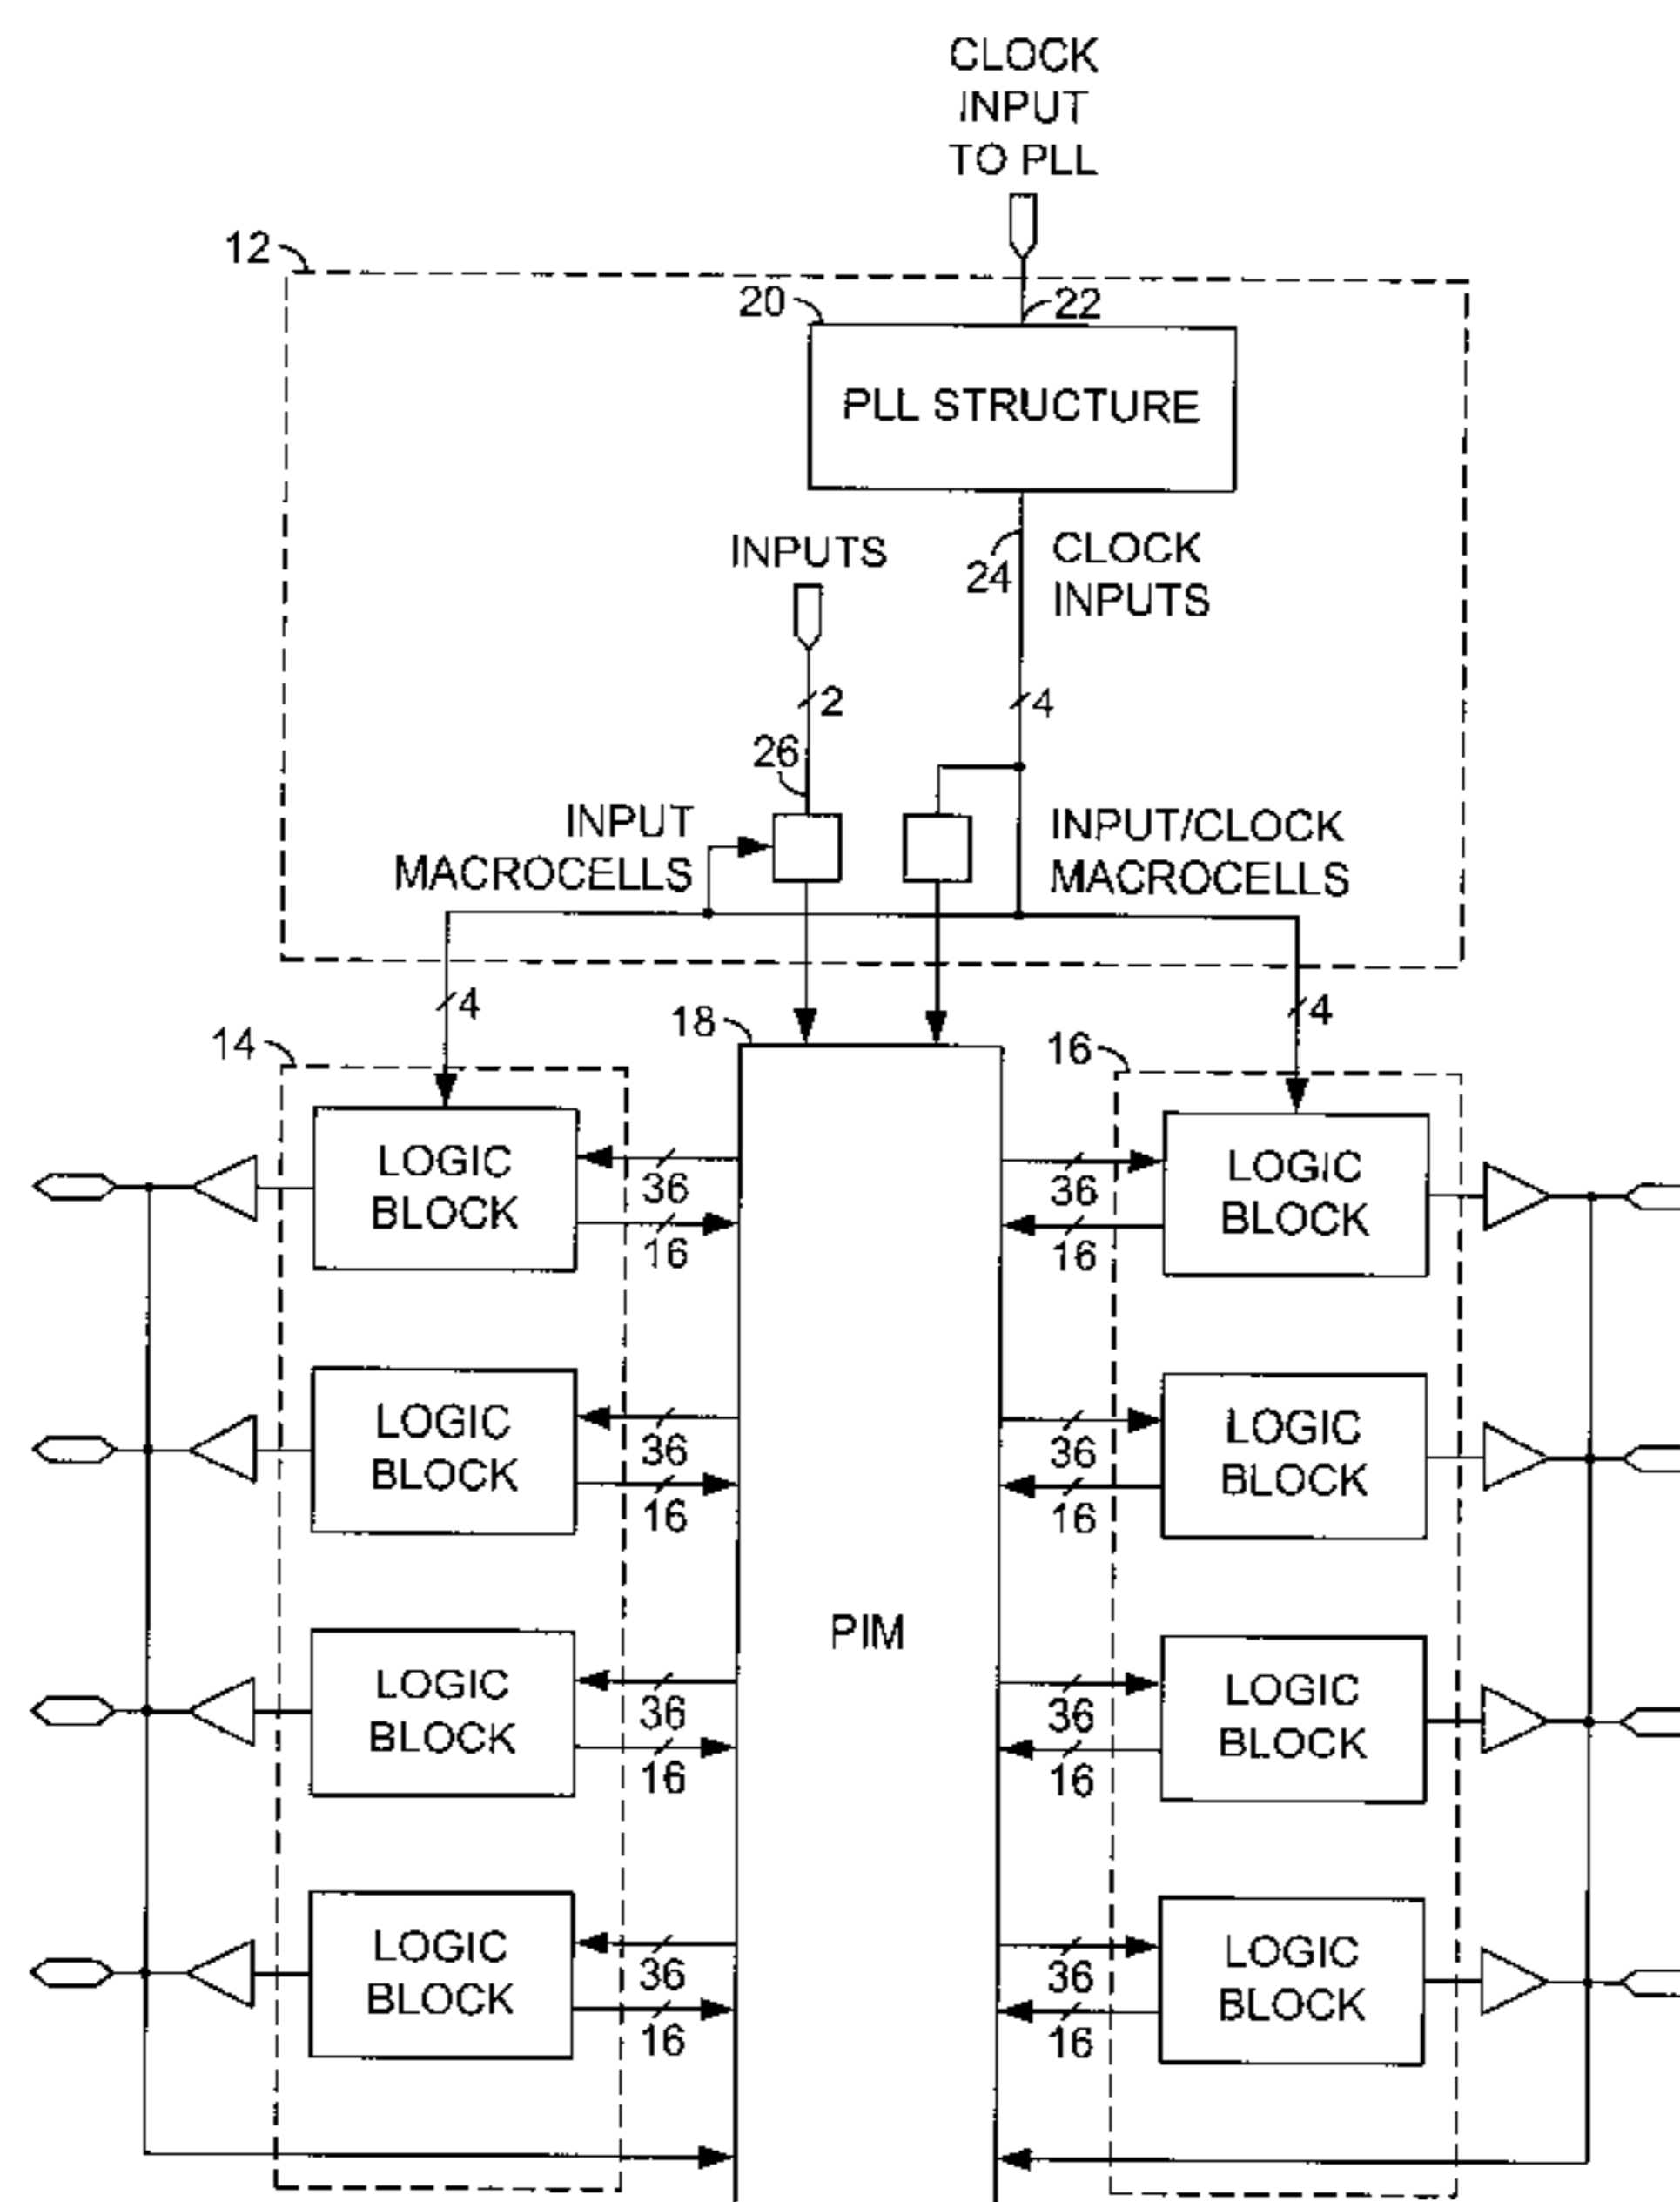 CLOCK
INPUT
TO PLL
12
20
22
PLL STRUCTURE
INPUTS
24
CLOCK
INPUTS
2
4
26
INPUT
MACROCELLS
INPUT/CLOCK
MACROCELLS
4
4
14
18
16
LOGIC
BLOCK
36
16
36
16
LOGIC
BLOCK
LOGIC
BLOCK
36
16
36
16
LOGIC
BLOCK
PIM
LOGIC
BLOCK
36
16
36
16
LOGIC
BLOCK
LOGIC
BLOCK
36
16
36
16
LOGIC
BLOCK